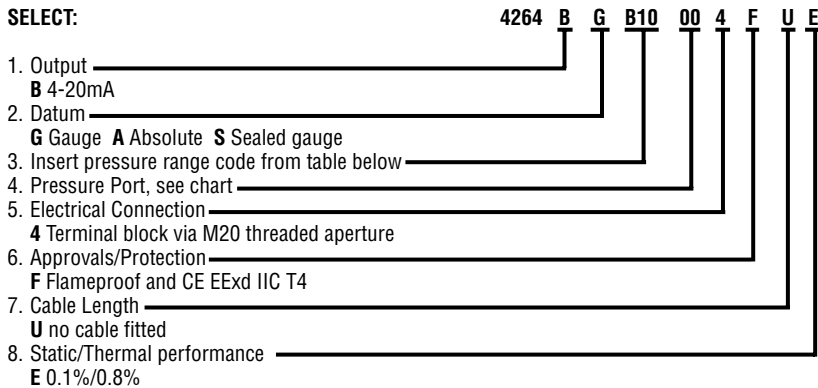 SELECT: 4264 B G B10 00 4 F U E
1. Output
B 4-20mA
2. Datum
G Gauge A Absolute S Sealed gauge
3. Insert pressure range code from table below
4. Pressure Port, see chart
5. Electrical Connection
4 Terminal block via M20 threaded aperture
6. Approvals/Protection
F Flameproof and CE EExd IIC T4
7. Cable Length
U no cable fitted
8. Static/Thermal performance
E 0.1%/0.8%